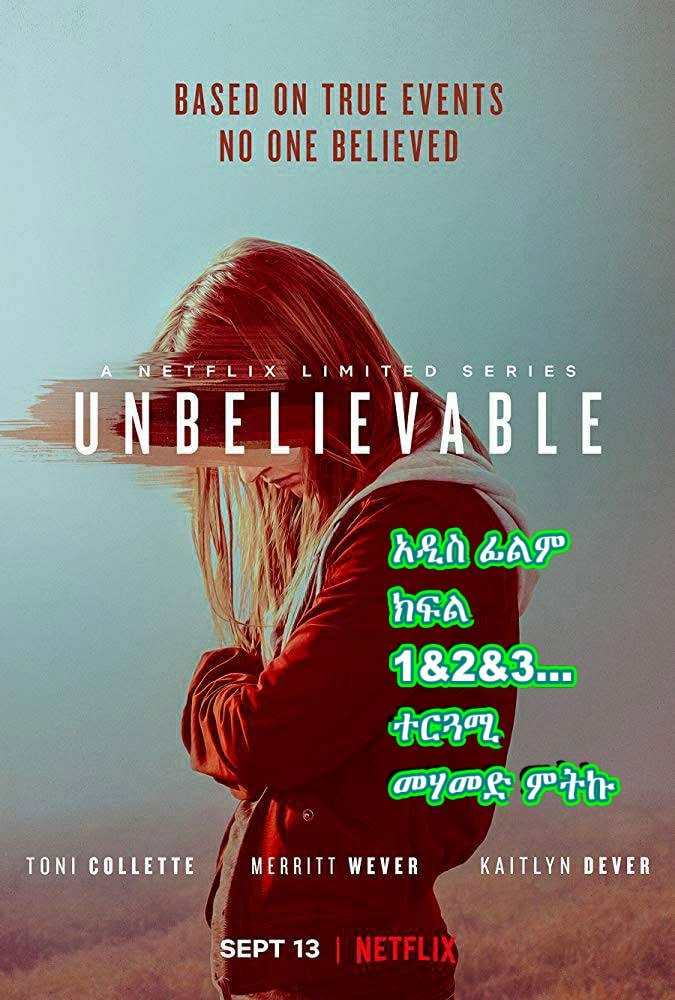 BASED ON TRUE EVENTS
NO ONE BELIEVED
A NETFLIX LIMITED SERIES
UNBELIEVABLE
አዲስ ፊልም
ክፍል
1&2&3...
ተርጓሚ
መሃመድ ምትኩ
TONI COLLETTE MERRITT WEVER KAITLYN DEVER
SEPT 13 | NETFLIX